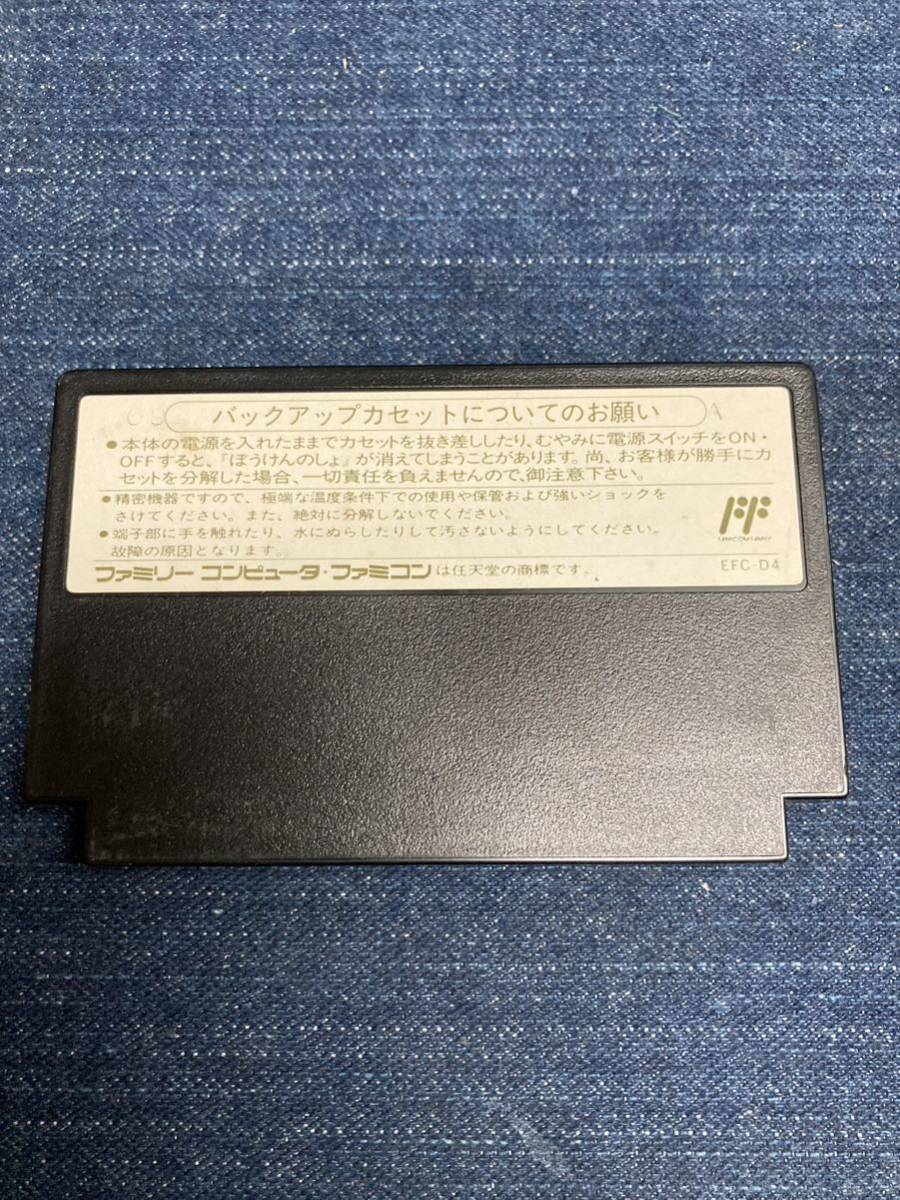 バックアップカセットについてのお願い
●本体の電源を入れたままでカセットを抜き差ししたり、むやみに電源スイッチをON・
OFFすると、『ぼうけんのしょ』が消えてしまうことがあります。尚、お客様が勝手にカ
セットを分解した場合、一切責任を負えませんので、御注意下さい。
●精密機器ですので、極端な温度条件下での使用や保管および強いショックを
さけてください。また、絶対に分解しないでください。
●端子部に手を触れたり、水にぬらしたりして汚さないようにしてください。
故障の原因となります。
FAMICOM FAMILY
ファミリー コンピュータ・ファミコンは任天堂の商標です。
EFC-D4